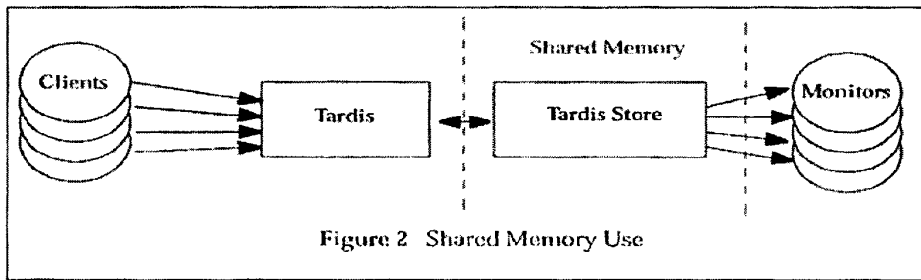 Shared Memory
Clients
Tardis
Tardis Store
Monitors
Figure 2 Shared Memory Use